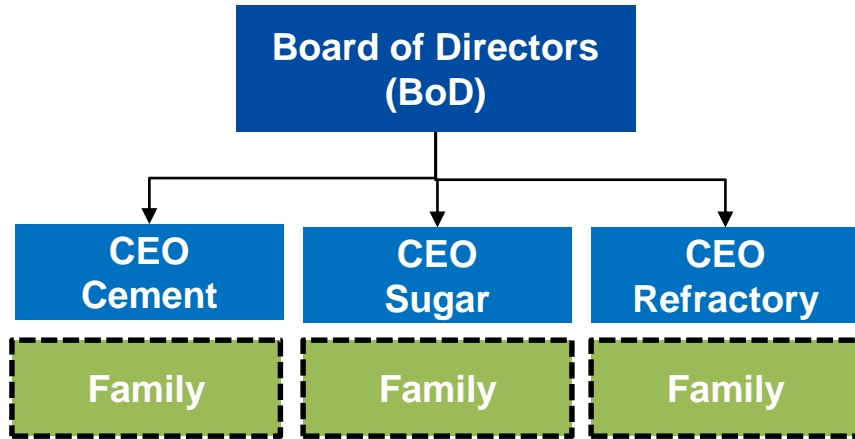 Board of Directors
(BoD)
CEO
Cement
CEO
Sugar
CEO
Refractory
Family
Family
Family